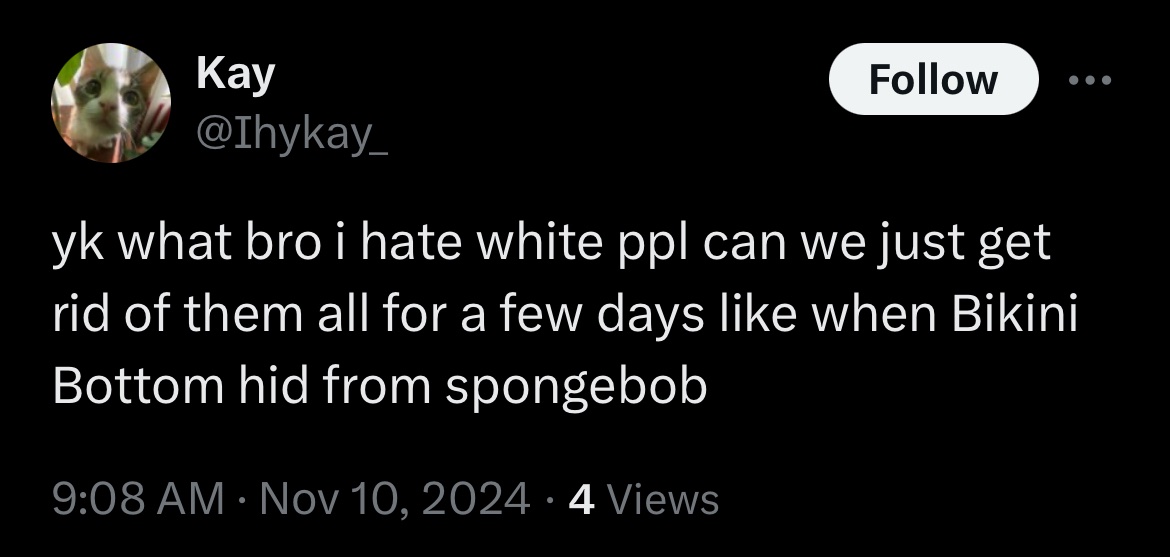 Kay
@Ihykay_
Follow
yk what bro i hate white ppl can we just get
rid of them all for a few days like when Bikini
Bottom hid from spongebob
9:08 AM · Nov 10, 2024 · 4 Views